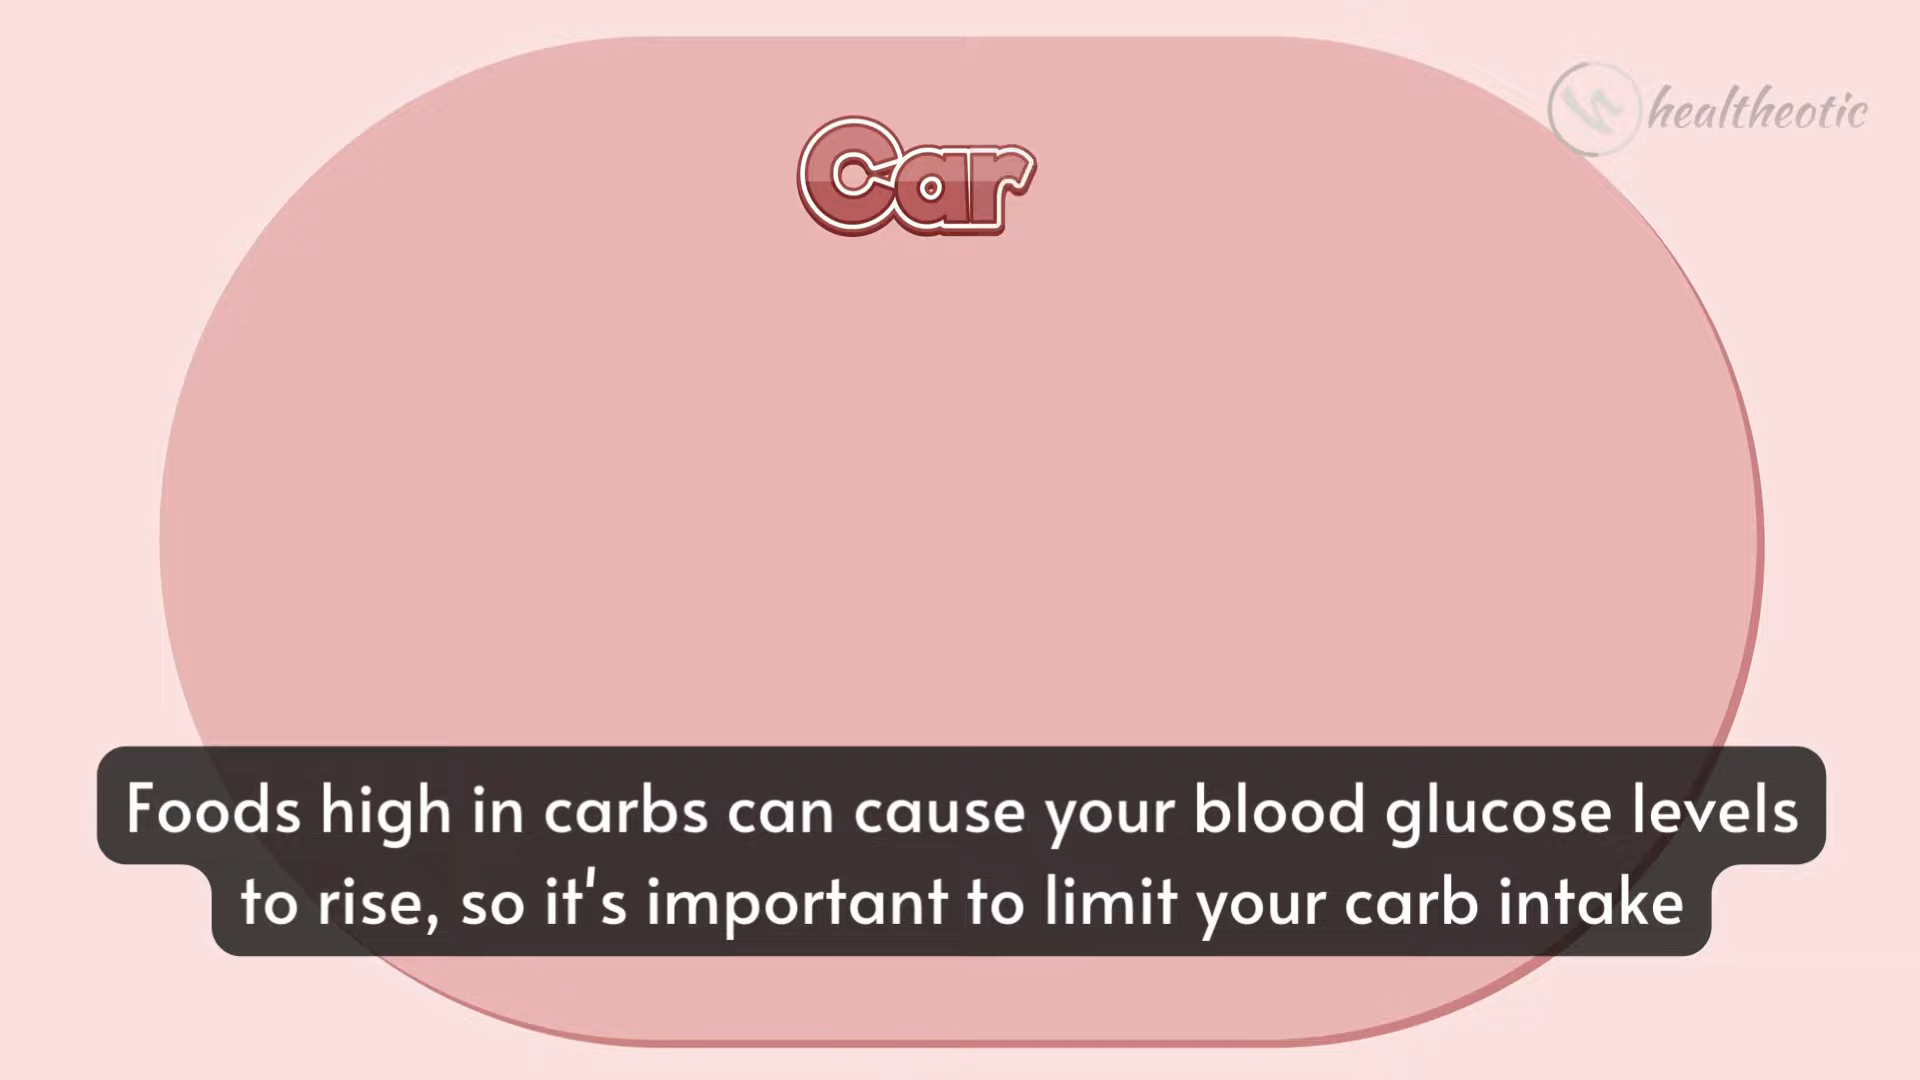 healtheotic
Car
Foods high in carbs can cause your blood glucose levels
to rise, so it's important to limit your carb intake